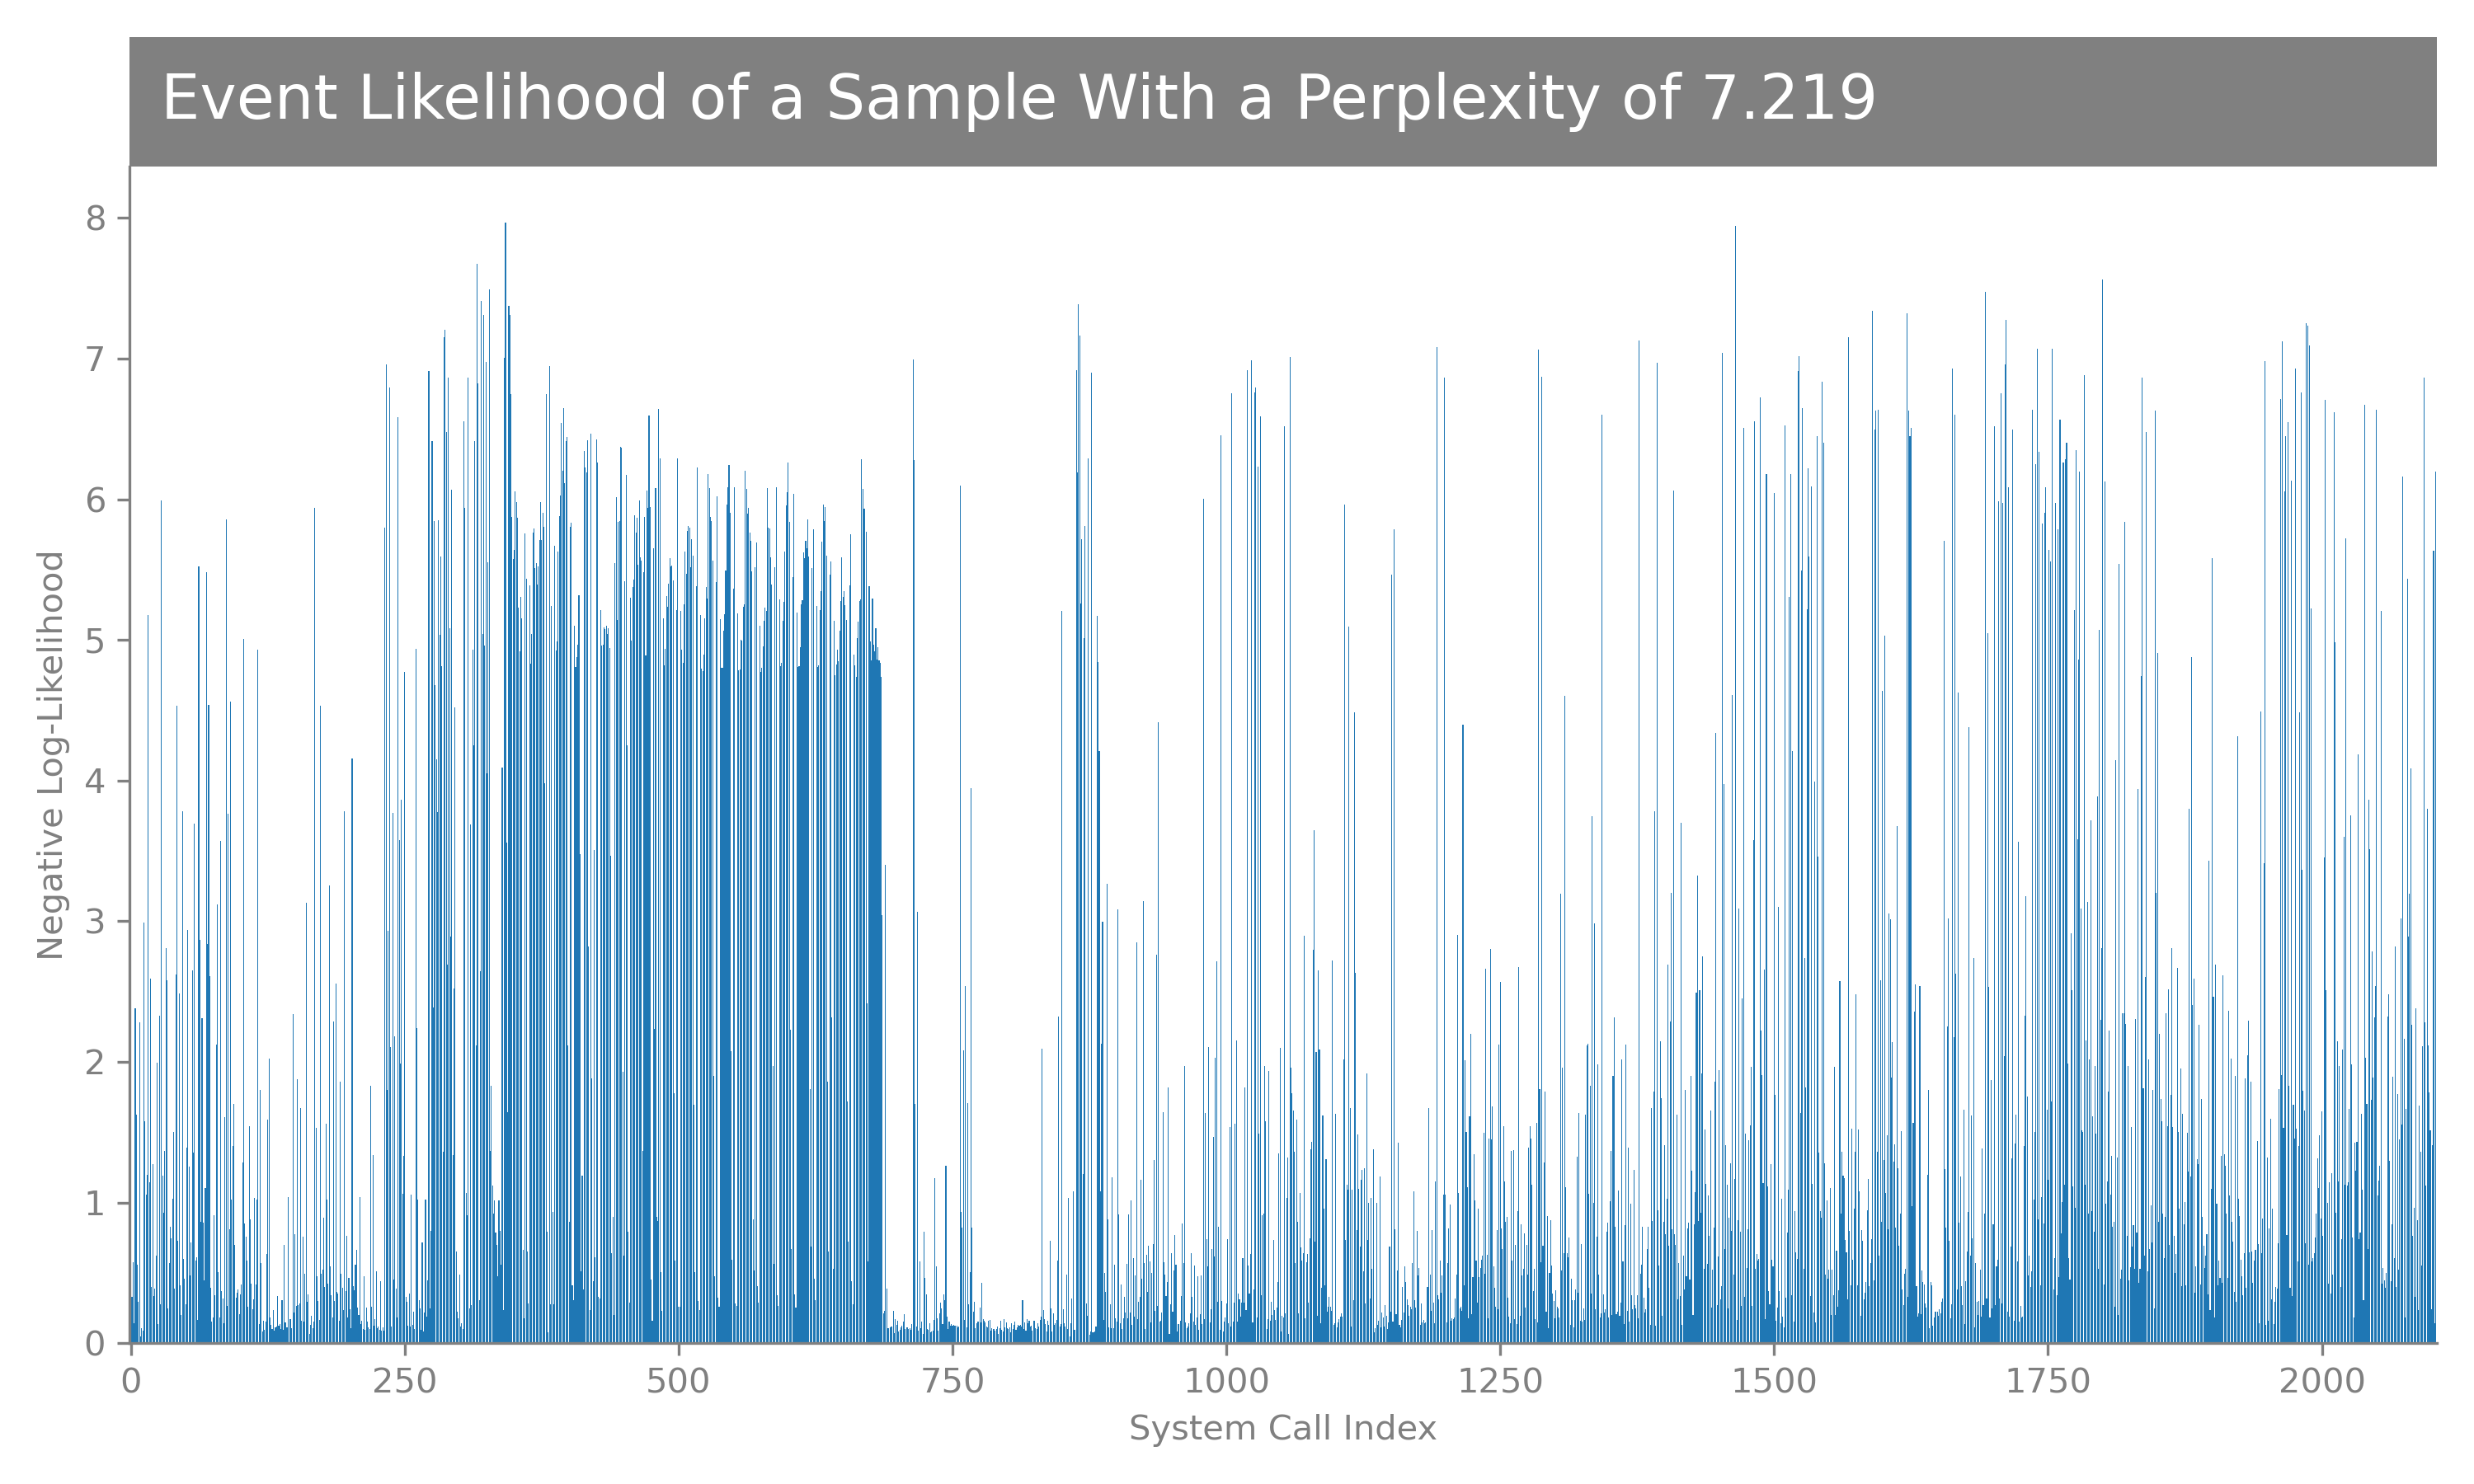 Event Likelihood of a Sample With a Perplexity of 7.219
8
7
6
5
4
3
2
1
0
Negative Log-Likelihood
0 250 500 750 1000 1250 1500 1750 2000
System Call Index